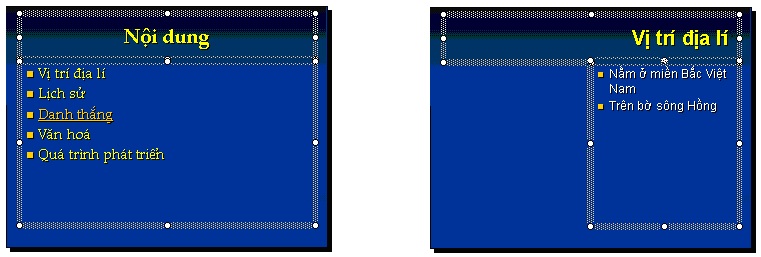 Nội dung
Vị trí địa lí
Lịch sử
Danh thắng
Văn hoá
Quá trình phát triển
Vị trí địa lí
Nằm ở miền Bắc Việt
Nam
Trên bờ sông Hồng